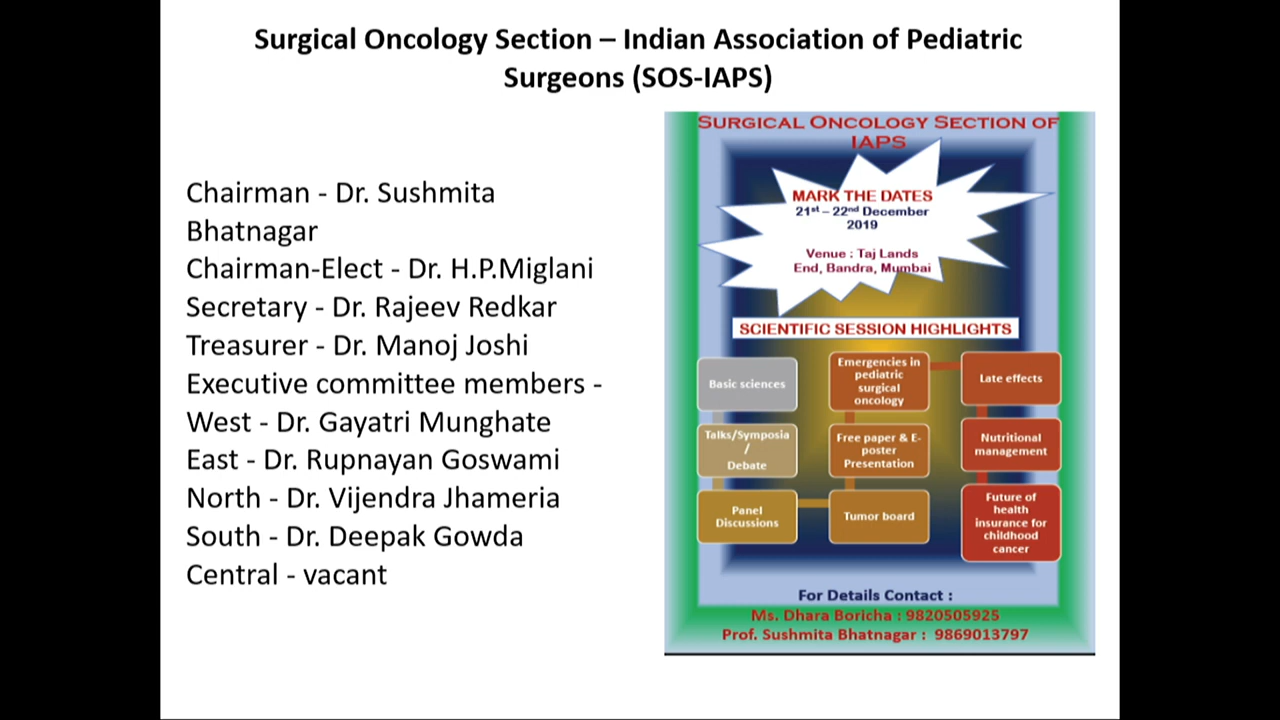 Surgical Oncology Section – Indian Association of Pediatric
Surgeons (SOS-IAPS)
Chairman - Dr. Sushmita
Bhatnagar
Chairman-Elect - Dr. H.P.Miglani
Secretary - Dr. Rajeev Redkar
Treasurer - Dr. Manoj Joshi
Executive committee members -
West - Dr. Gayatri Munghate
East - Dr. Rupnayan Goswami
North - Dr. Vijendra Jhameria
South - Dr. Deepak Gowda
Central - vacant
SURGICAL ONCOLOGY SECTION OF
IAPS
MARK THE DATES
21st – 22nd December
2019
Venue : Taj Lands
End, Bandra, Mumbai
SCIENTIFIC SESSION HIGHLIGHTS
Basic sciences
Talks/Symposia
/
Debate
Panel
Discussions
Emergencies in
pediatric
surgical
oncology
Free paper & E-
poster
Presentation
Tumor board
Late effects
Nutritional
management
Future of
health
insurance for
childhood
cancer
For Details Contact :
Ms. Dhara Boricha : 9820505925
Prof. Sushmita Bhatnagar : 9869013797